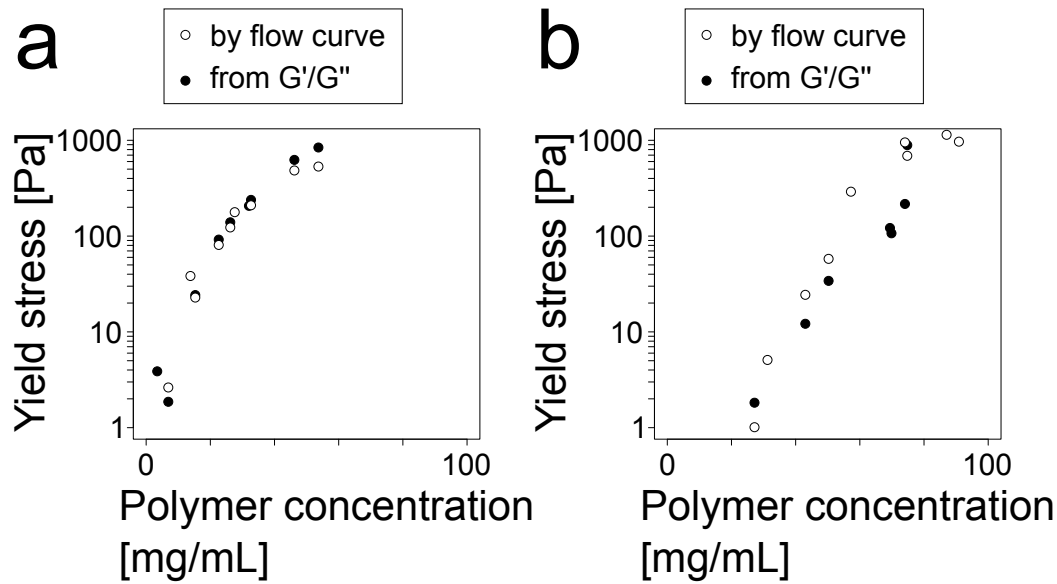 a
by flow curve
from G'/G"
Yield stress [Pa]
1000
100
10
1
0
100
Polymer concentration
[mg/mL]
b
by flow curve
from G'/G"
Yield stress [Pa]
1000
100
10
1
0
100
Polymer concentration
[mg/mL]